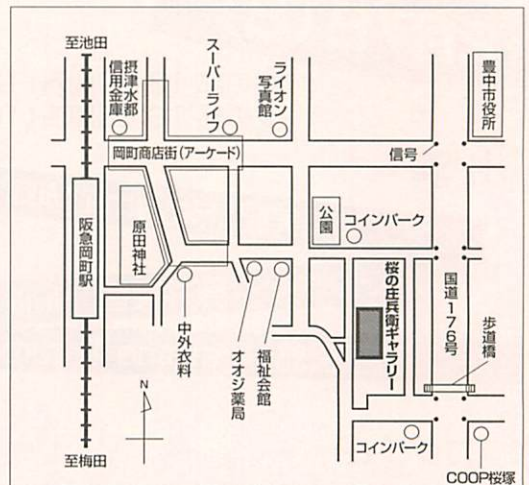 至池田
摂津水都
信用金庫
スーパーライフ
ライオン
写真館
豊中市役所
岡町商店街(アーケード)
信号
阪急岡町駅
原田神社
公園
コインパーク
桜の庄兵衛ギャラリー
国道176号
歩道橋
中外衣料
オオジ薬局
福祉会館
N
至梅田
コインパーク
COOP桜塚